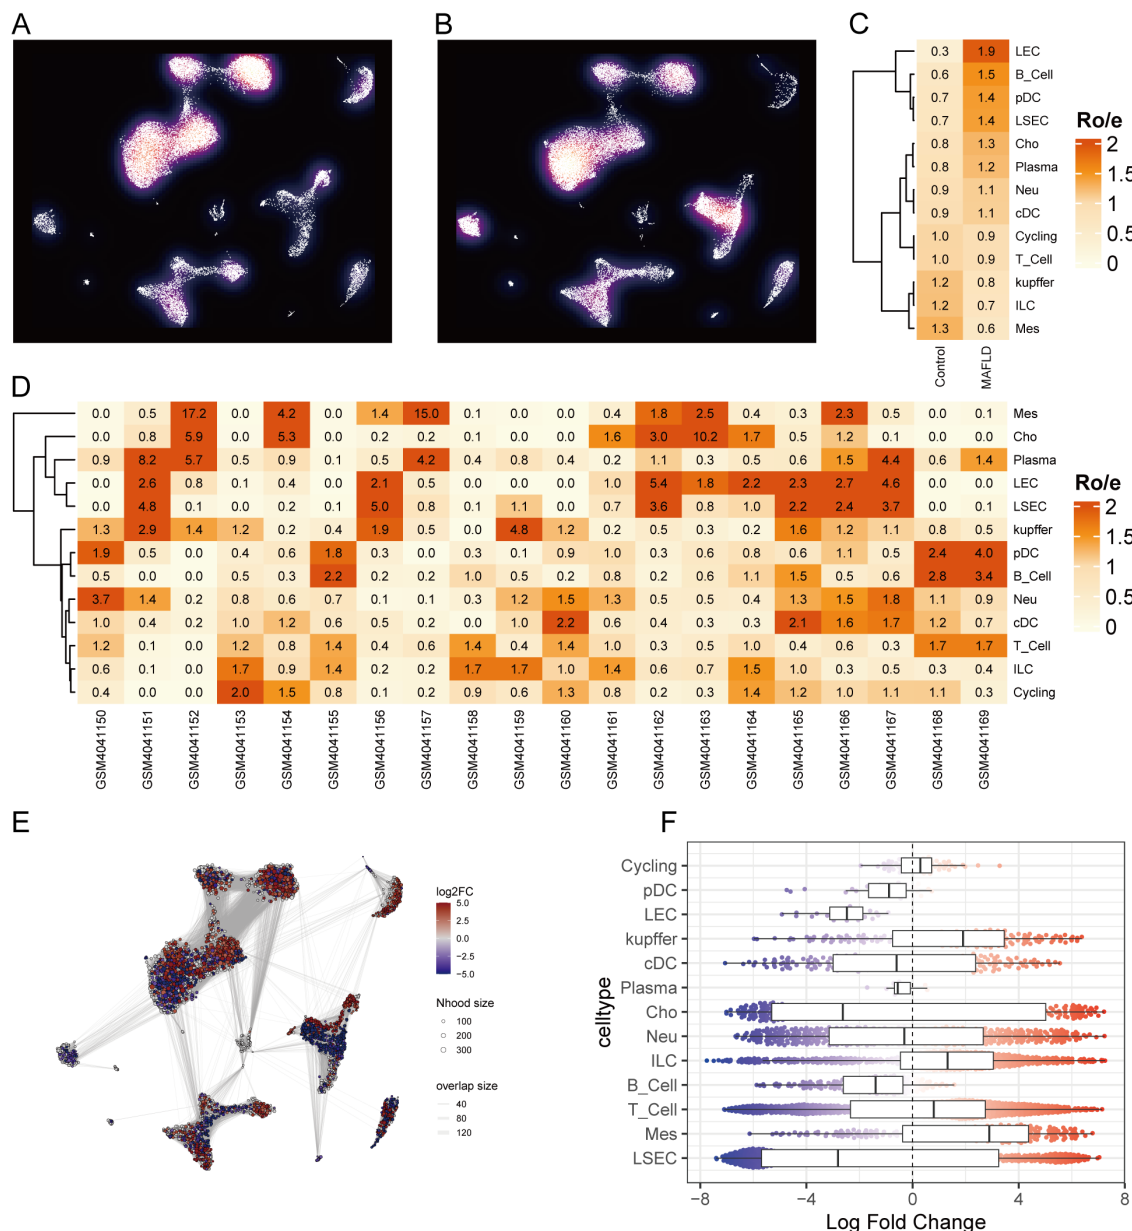 A
B
C
0.3 1.9 LEC
0.6 1.5 B_Cell
0.7 1.4 pDC
0.7 1.4 LSEC
0.8 1.3 Cho
0.8 1.2 Plasma
0.9 1.1 Neu
0.9 1.1 cDC
1.0 0.9 Cycling
1.0 0.9 T_Cell
1.2 0.8 kupffer
1.2 0.7 ILC
1.3 0.6 Mes
Control MAFLD
Ro/e
2
1.5
1
0.5
0
D
0.0 0.5 17.2 0.0 4.2 0.0 1.4 15.0 0.1 0.0 0.0 0.4 1.8 2.5 0.4 0.3 2.3 0.5 0.0 0.1 Mes
0.0 0.8 5.9 0.0 5.3 0.0 0.2 0.2 0.1 0.0 0.0 1.6 3.0 10.2 1.7 0.5 1.2 0.1 0.0 0.0 Cho
0.9 8.2 5.7 0.5 0.9 0.1 0.5 4.2 0.4 0.8 0.4 0.2 1.1 0.3 0.5 0.6 1.5 4.4 0.6 1.4 Plasma
0.0 2.6 0.8 0.1 0.4 0.0 2.1 0.5 0.0 0.0 0.0 1.0 5.4 1.8 2.2 2.3 2.7 4.6 0.0 0.0 LEC
0.0 4.8 0.1 0.0 0.2 0.0 5.0 0.8 0.1 1.1 0.0 0.7 3.6 0.8 1.0 2.2 2.4 3.7 0.0 0.1 LSEC
1.3 2.9 1.4 1.2 0.2 0.4 1.9 0.6 0.0 4.8 1.2 0.2 0.5 0.3 0.2 1.6 1.2 1.1 0.8 0.5 kupffer
1.9 0.5 0.0 0.4 0.6 1.8 0.3 0.0 0.3 0.1 0.9 1.0 0.3 0.6 0.8 0.6 1.1 0.5 2.4 4.0 pDC
0.5 0.0 0.0 0.5 0.3 2.2 0.0 0.0 1.0 0.5 0.2 0.8 0.2 0.6 1.1 1.5 0.5 0.6 2.8 3.4 B_Cell
3.7 1.4 0.2 0.8 0.6 0.7 0.1 0.1 0.3 1.2 1.5 1.3 0.5 0.5 0.4 1.3 1.5 1.8 1.1 0.9 Neu
1.0 0.4 0.2 1.0 1.2 0.6 0.5 0.2 0.0 1.0 2.2 0.6 0.4 0.3 0.3 2.1 1.6 1.7 1.2 0.7 cDC
1.2 0.1 0.0 1.2 0.8 1.4 0.4 0.6 1.4 0.4 1.4 1.0 0.3 0.5 1.0 0.4 0.6 0.3 1.7 1.7 T_Cell
0.6 0.1 0.0 1.7 0.9 1.4 0.2 0.2 1.7 1.7 1.0 1.4 0.6 0.7 1.5 1.0 0.3 0.5 0.3 0.4 ILC
0.4 0.0 0.0 2.0 1.5 0.8 0.1 0.2 0.9 0.6 1.3 0.8 0.2 0.3 1.4 1.2 1.0 1.1 1.1 0.3 Cycling
GSM4041150 GSM4041151 GSM4041152 GSM4041153 GSM4041154 GSM4041155 GSM4041156 GSM4041157 GSM4041158 GSM4041159 GSM4041160 GSM4041161 GSM4041162 GSM4041163 GSM4041164 GSM4041165 GSM4041166 GSM4041167 GSM4041168 GSM4041169
Ro/e
2
1.5
1
0.5
0
E
log2FC
5.0
2.5
0.0
−2.5
−5.0
Nhood size
100
200
300
overlap size
40
80
120
F
celltype
Cycling
pDC
LEC
kupffer
cDC
Plasma
Cho
Neu
ILC
B_Cell
T_Cell
Mes
LSEC
−8 −4 0 4 8
Log Fold Change